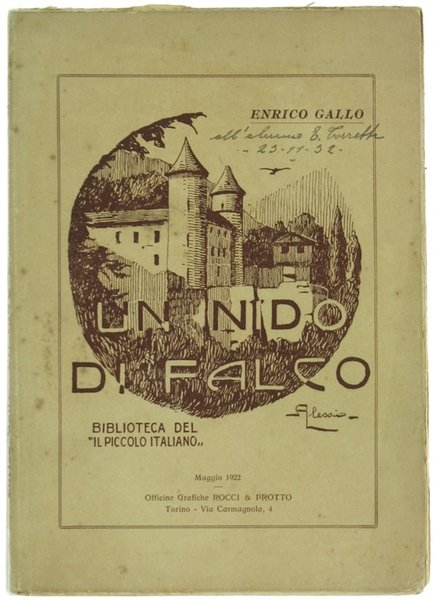 ENRICO GALLO
all'alunno E. Torretta
- 23-11-32 -
UN NIDO
DI FALCO
Alessio
BIBLIOTECA DEL
"IL PICCOLO ITALIANO„
Maggio 1922
Officine Grafiche ROCCI & PROTTO
Torino - Via Carmagnola, 4